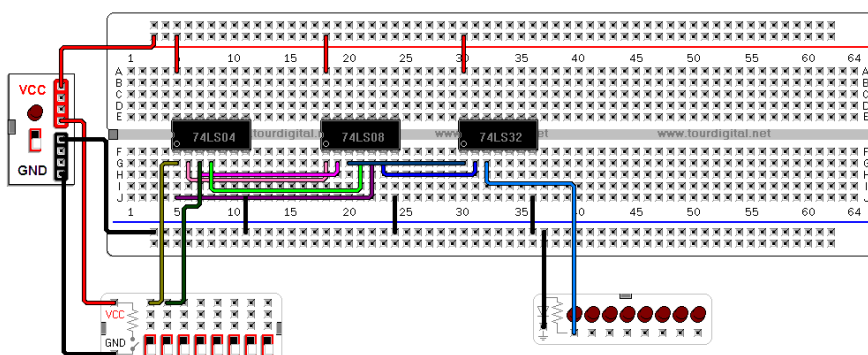 1 5 10 15 20 25 30 35 40 45 50 55 60 64
A
B
C
D
E
VCC
GND
74LS04
tourdigital.net
74LS08
www.
74LS32
et
www.tourdigital.net
F
G
H
I
J
1 5 10 15 20 25 30 35 40 45 50 55 60 64
VCC
GND